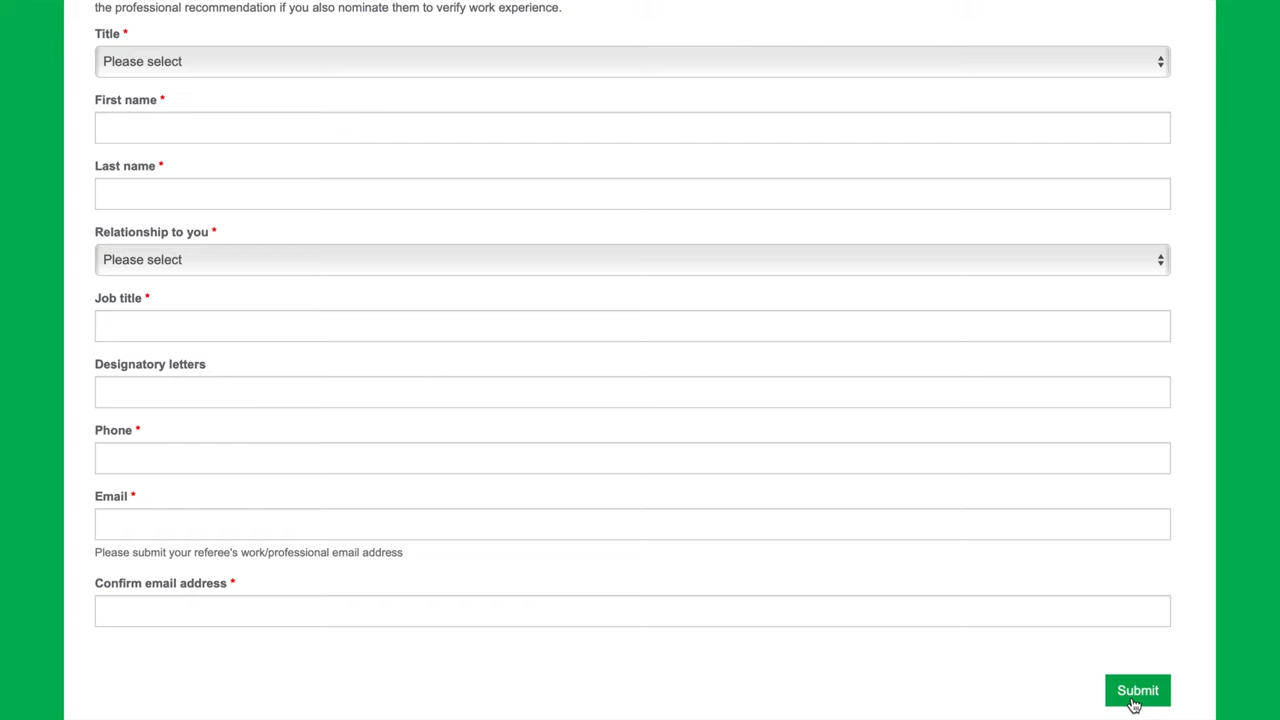 the professional recommendation if you also nominate them to verify work experience.
Title *
Please select
First name *
Last name *
Relationship to you *
Please select
Job title *
Designatory letters
Phone *
Email *
Please submit your referee's work/professional email address
Confirm email address *
Submit